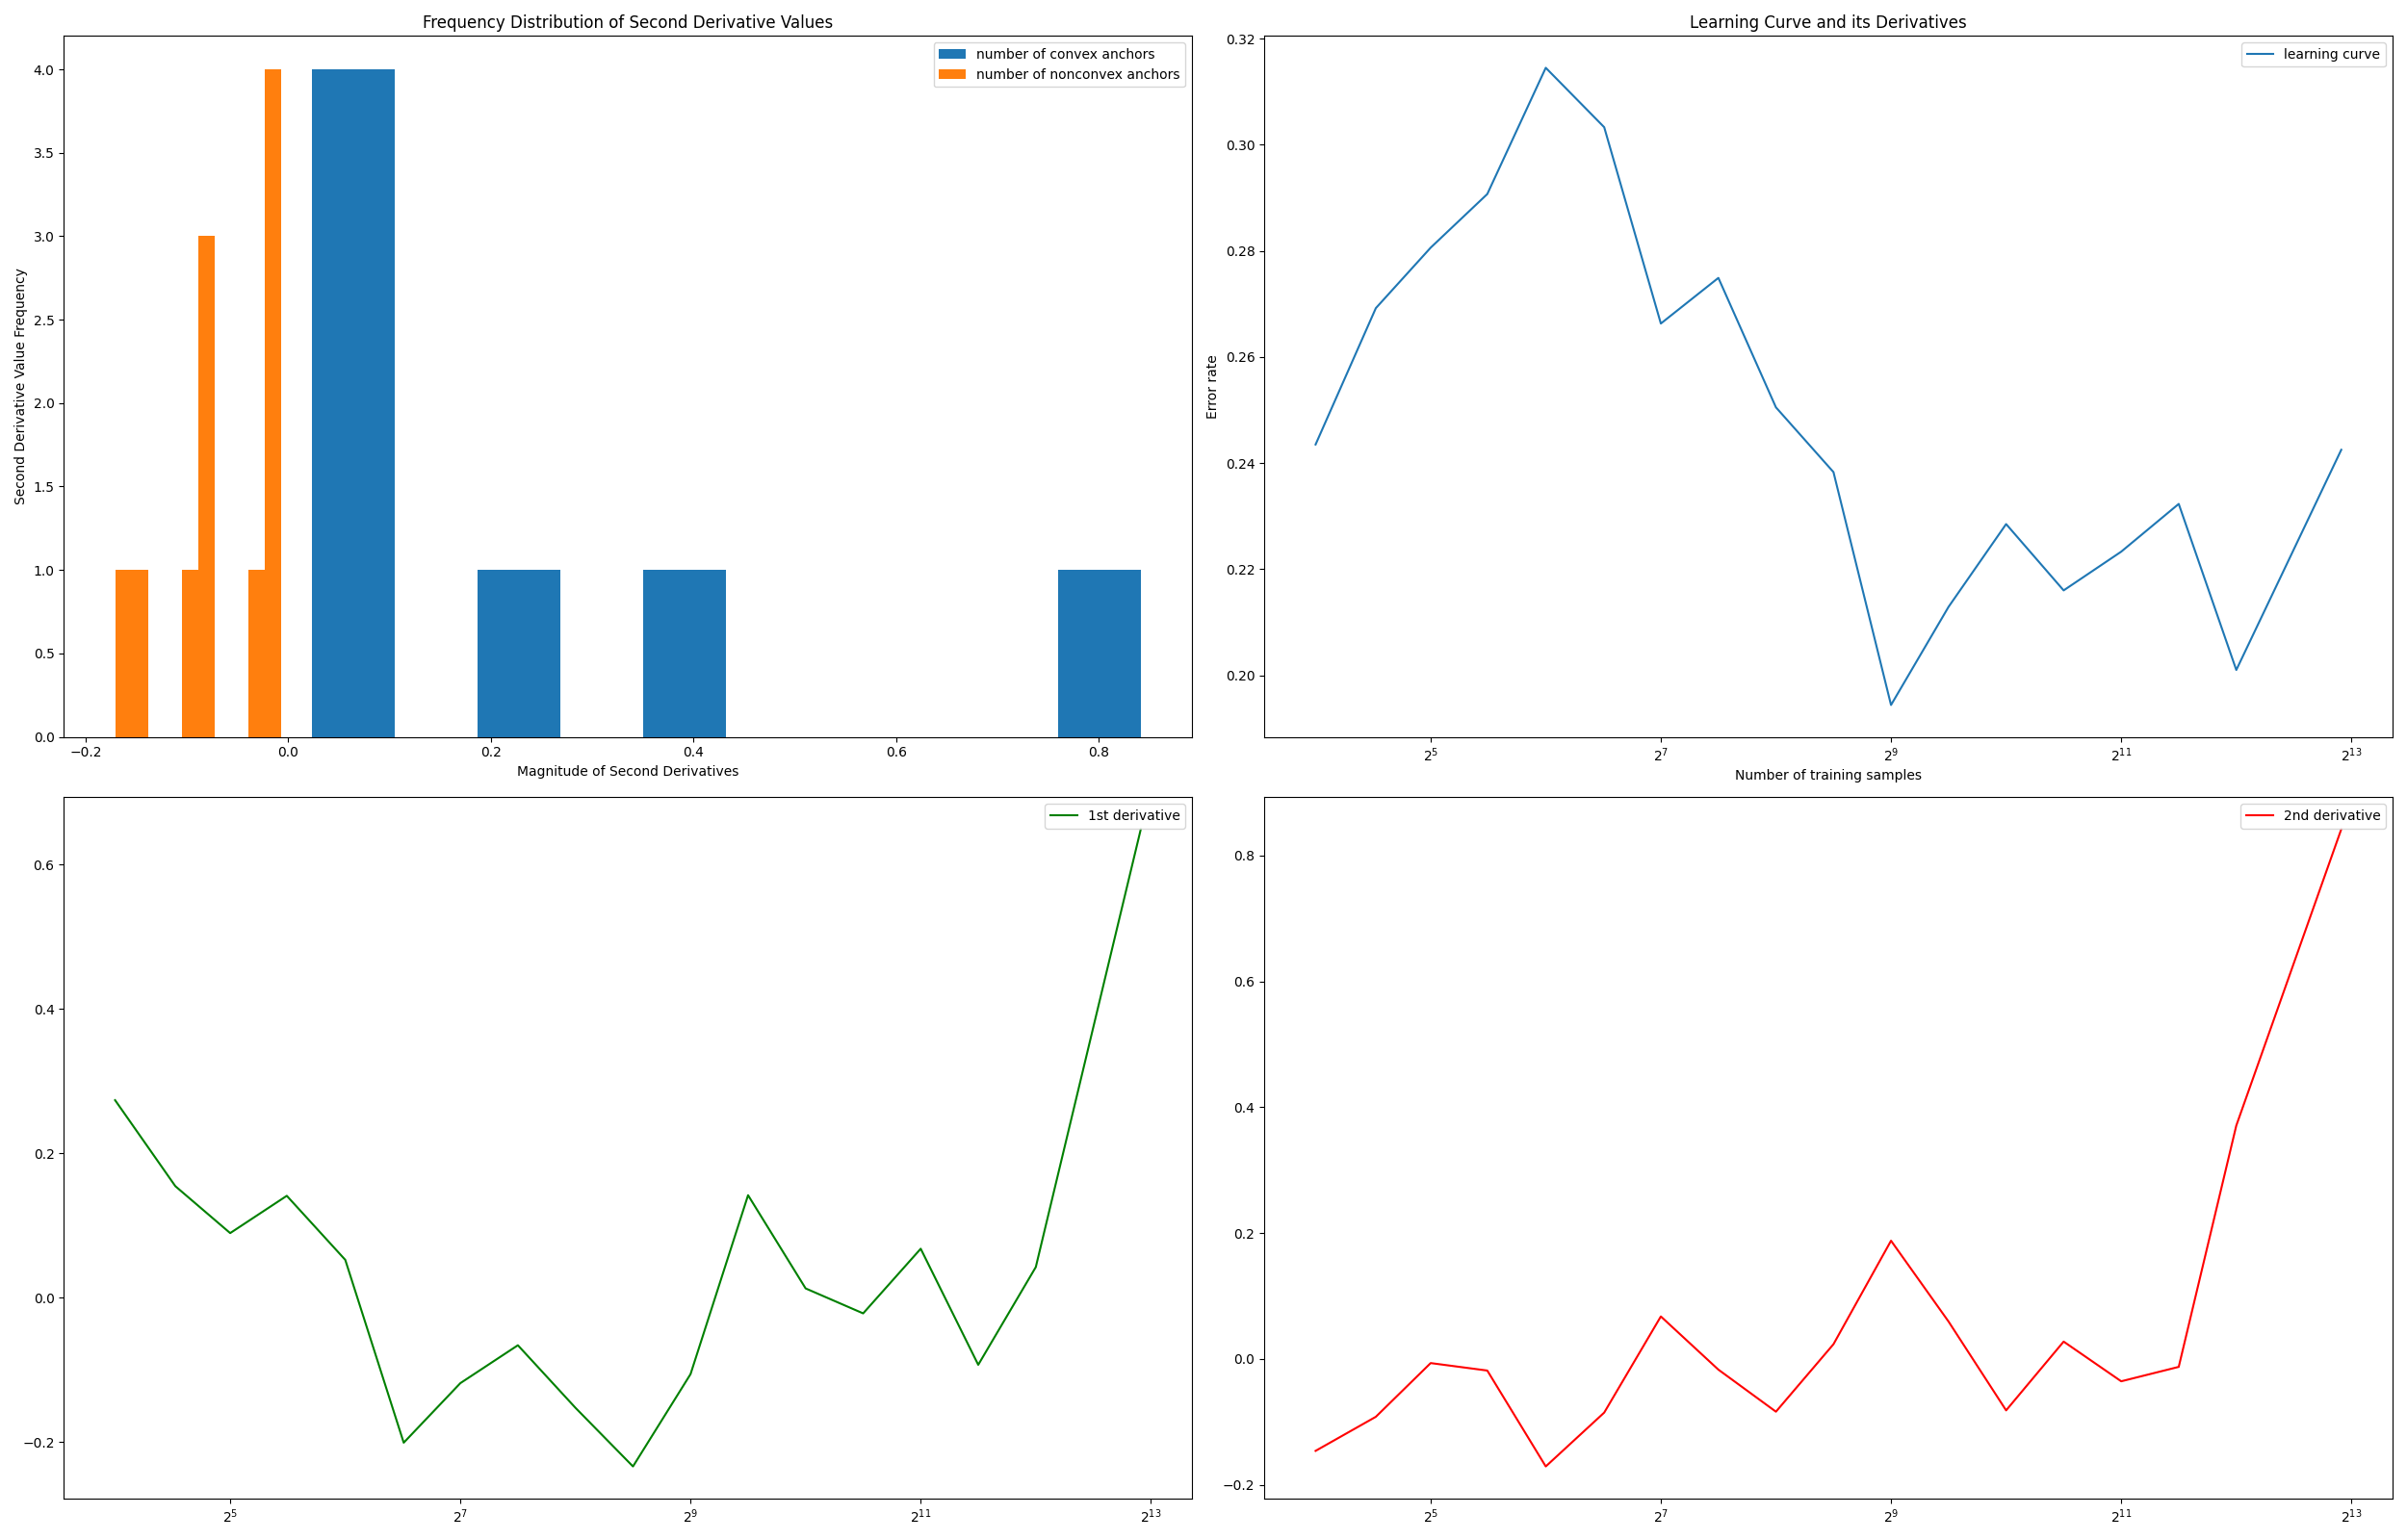 Frequency Distribution of Second Derivative Values
number of convex anchors
number of nonconvex anchors
4.0
3.5
3.0
2.5
2.0
1.5
1.0
0.5
0.0
Second Derivative Value Frequency
−0.2 0.0 0.2 0.4 0.6 0.8
Magnitude of Second Derivatives
Learning Curve and its Derivatives
learning curve
0.32
0.30
0.28
0.26
0.24
0.22
0.20
Error rate
2^5 2^7 2^9 2^11 2^13
Number of training samples
1st derivative
0.6
0.4
0.2
0.0
−0.2
2^5 2^7 2^9 2^11 2^13
2nd derivative
0.8
0.6
0.4
0.2
0.0
−0.2
2^5 2^7 2^9 2^11 2^13